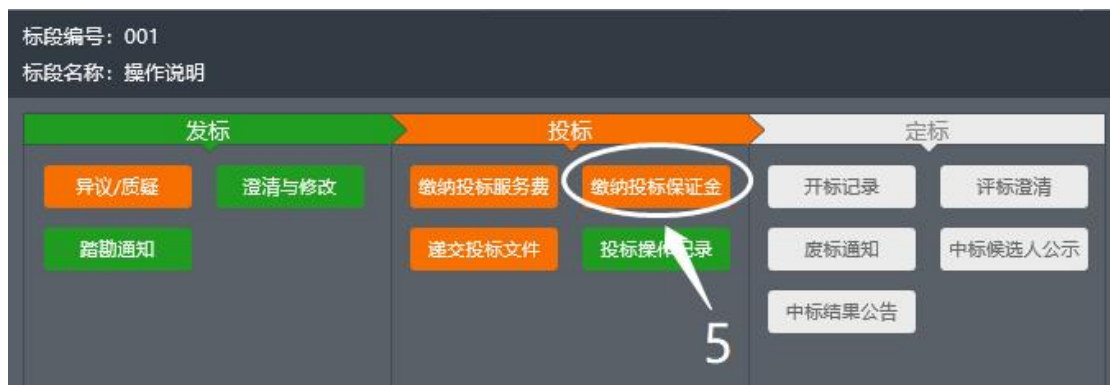 标段编号：001
标段名称：操作说明
发标
投标
定标
异议/质疑
澄清与修改
缴纳投标服务费
缴纳投标保证金
开标记录
评标澄清
踏勘通知
递交投标文件
投标操作记录
废标通知
中标候选人公示
中标结果公告
5